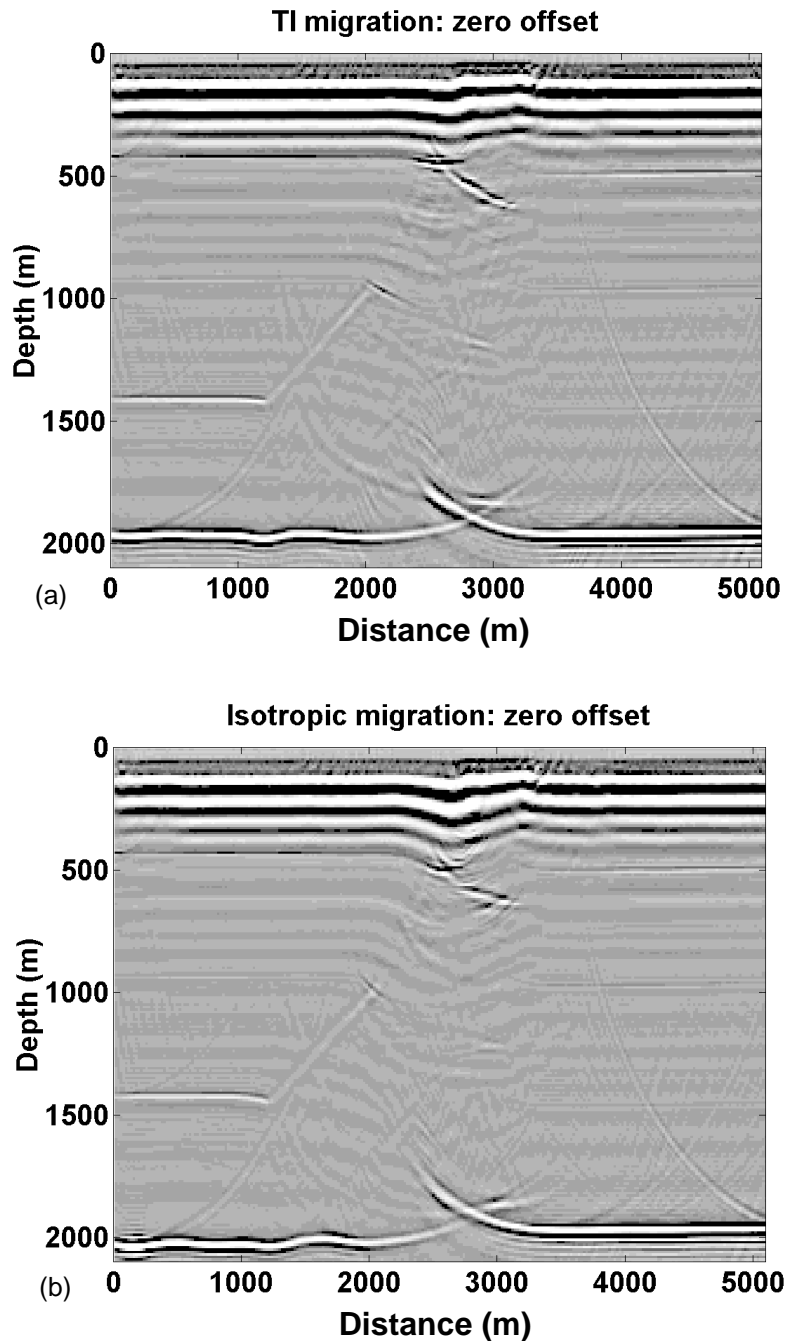 TI migration: zero offset
0
500
1000
1500
2000
Depth (m)
0 1000 2000 3000 4000 5000
(a)
Distance (m)
Isotropic migration: zero offset
0
500
1000
1500
2000
Depth (m)
0 1000 2000 3000 4000 5000
(b)
Distance (m)